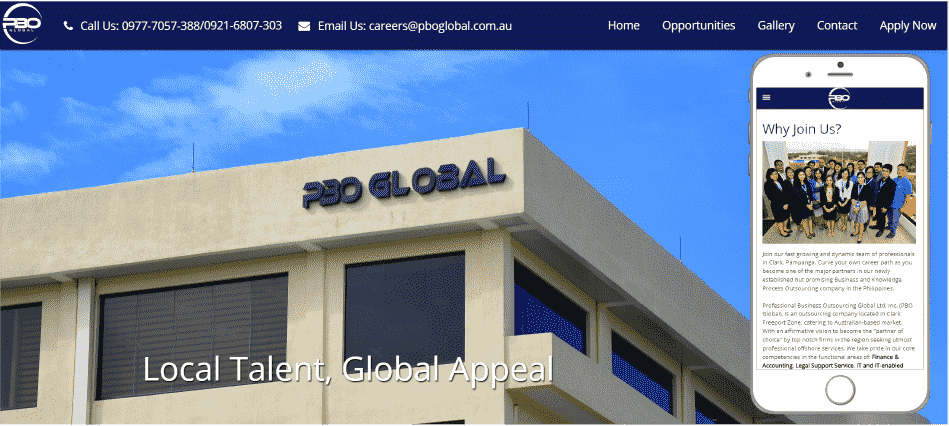 PBO
GLOBAL
Call Us: 0977-7057-388/0921-6807-303
Email Us: careers@pboglobal.com.au
Home
Opportunities
Gallery
Contact
Apply Now
PBO GLOBAL
Local Talent, Global Appeal
PBO
Why Join Us?
Join our fast growing and dynamic team of professionals
in Clark, Pampanga. Curve your own career path as you
become one of the major partners in our newly
established but promising Business and Knowledge
Process Outsourcing company in the Philippines.
Professional Business Outsourcing Global Ltd. Inc. (PBO
Global), is an outsourcing company located in Clark
Freeport Zone, catering to Australian-based market.
With an affirmative vision to become the "partner of
choice" by top notch firms in the region seeking utmost
professional offshore services. We take pride in our core
competencies in the functional areas of: Finance &
Accounting, Legal Support Service, IT and IT-enabled